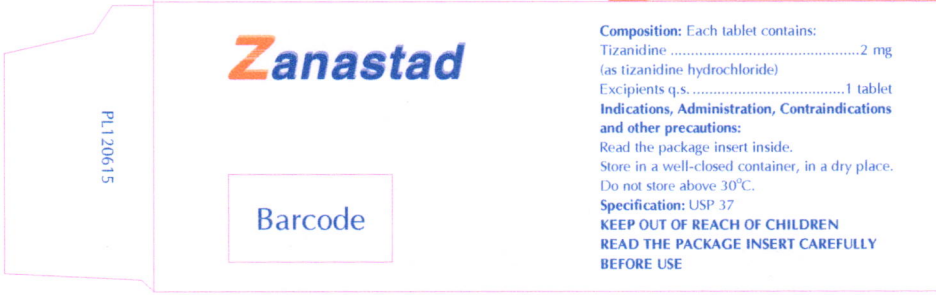 PL120615
Zanastad
Barcode
Composition: Each tablet contains:
Tizanidine .............................................2 mg
(as tizanidine hydrochloride)
Excipients q.s. .....................................1 tablet
Indications, Administration, Contraindications
and other precautions:
Read the package insert inside.
Store in a well-closed container, in a dry place.
Do not store above 30°C.
Specification: USP 37
KEEP OUT OF REACH OF CHILDREN
READ THE PACKAGE INSERT CAREFULLY
BEFORE USE